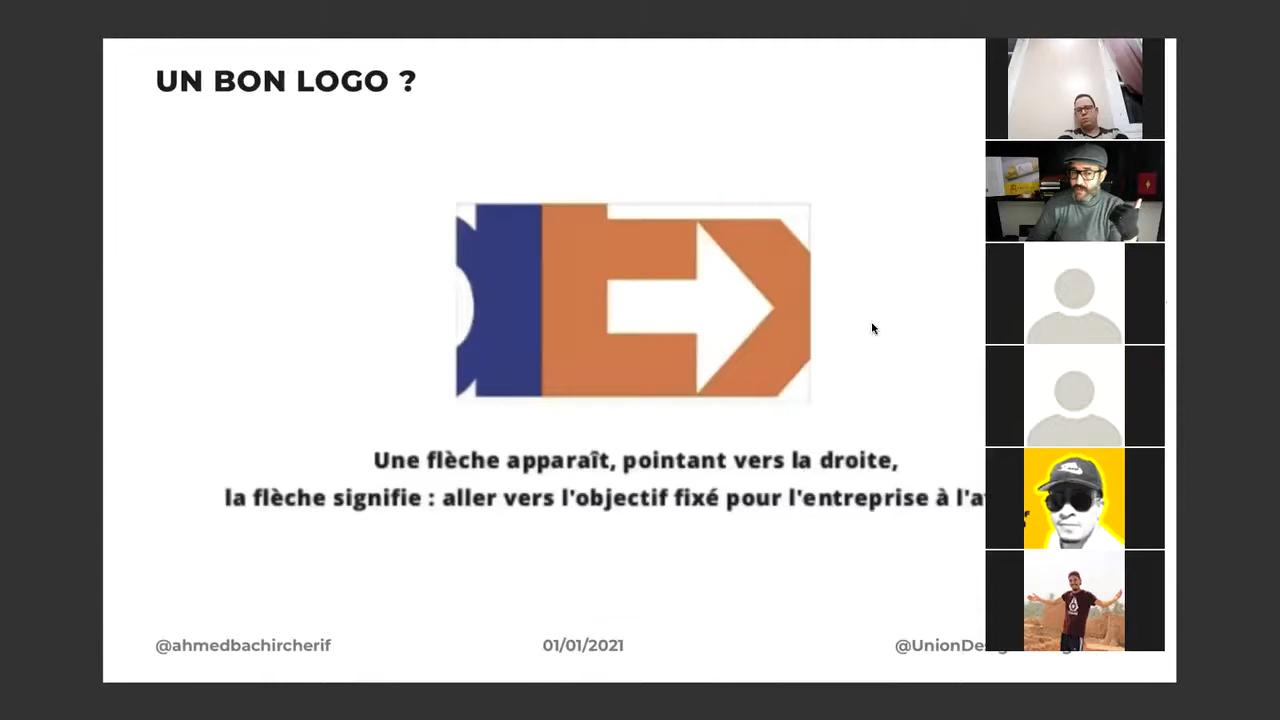 UN BON LOGO ?
Une flèche apparaît, pointant vers la droite,
la flèche signifie : aller vers l'objectif fixé pour l'entreprise à
@ahmedbachircherif
01/01/2021